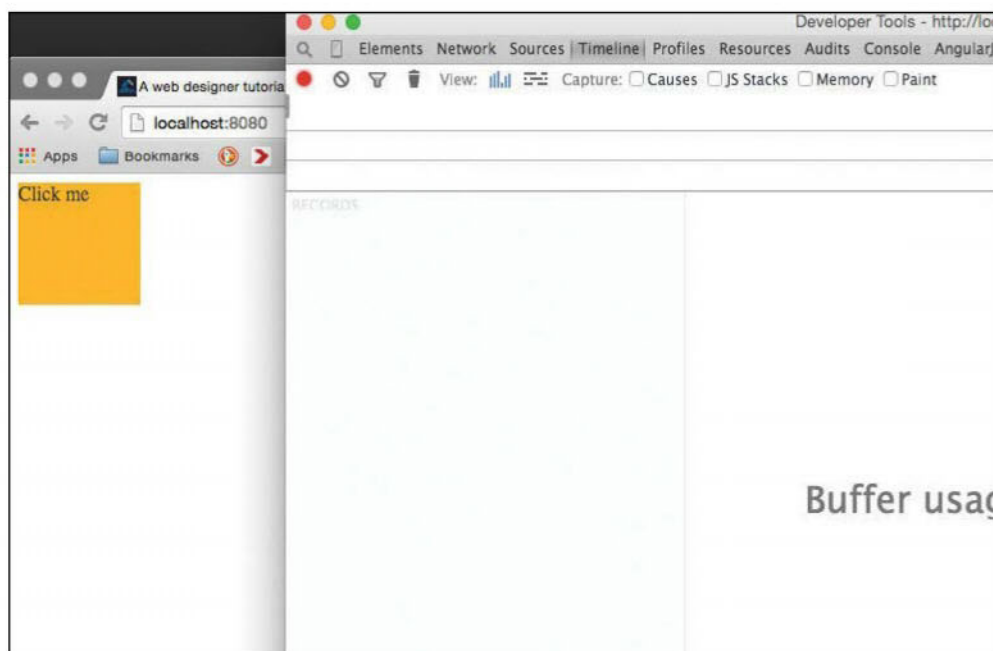 Developer Tools - http://lo
Elements Network Sources Timeline Profiles Resources Audits Console AngularJ
View: Capture: Causes JS Stacks Memory Paint
A web designer tutoria
localhost:8080
Apps Bookmarks
Click me
RECORDS
Buffer usag